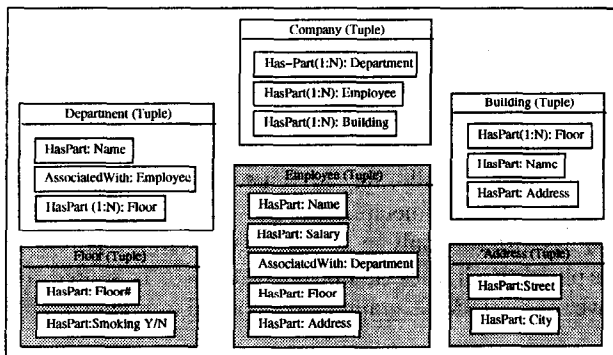 Company (Tuple)
Has-Part(1:N): Department
HasPart(1:N): Employee
HasPart(1:N): Building
Department (Tuple)
HasPart: Name
AssociatedWith: Employee
HasPart (1:N): Floor
Building (Tuple)
HasPart(1:N): Floor
HasPart: Name
HasPart: Address
Floor (Tuple)
HasPart: Floor#
HasPart:Smoking Y/N
Employee (Tuple)
HasPart: Name
HasPart: Salary
AssociatedWith: Department
HasPart: Floor
HasPart: Address
Address (Tuple)
HasPart:Street
HasPart: City